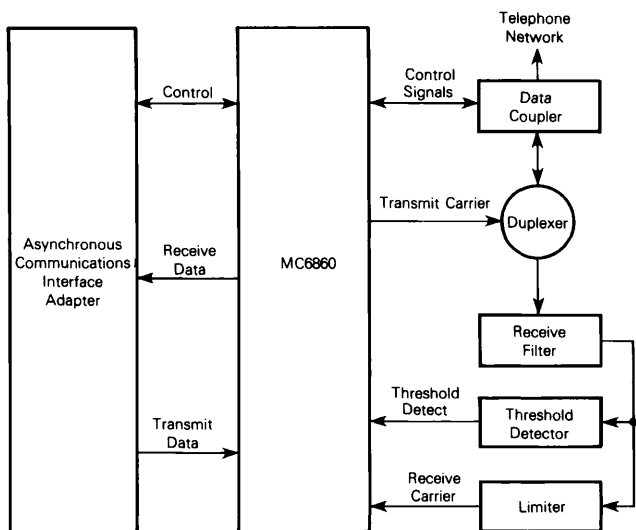 Telephone
Network
Control
Control
Signals
Data
Coupler
Transmit Carrier
Duplexer
Asynchronous
Communications
Interface
Adapter
Receive
Data
MC6860
Receive
Filter
Threshold
Detect
Threshold
Detector
Transmit
Data
Receive
Carrier
Limiter